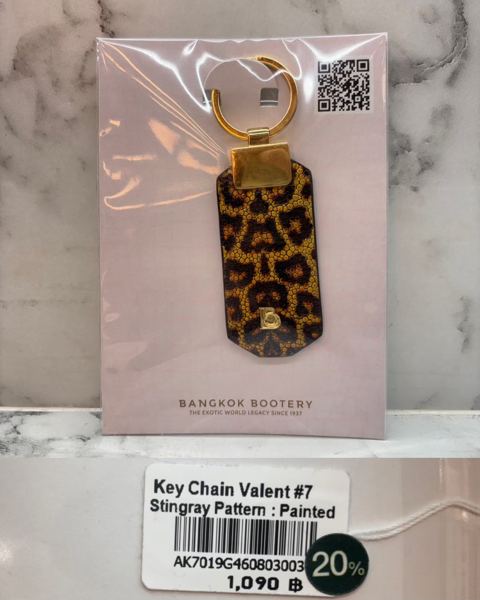 B
BANGKOK BOOTERY
THE EXOTIC WORLD LEGACY SINCE 1937
Key Chain Valent #7
Stingray Pattern : Painted
AK7019G460803003
1,090 ฿
20%